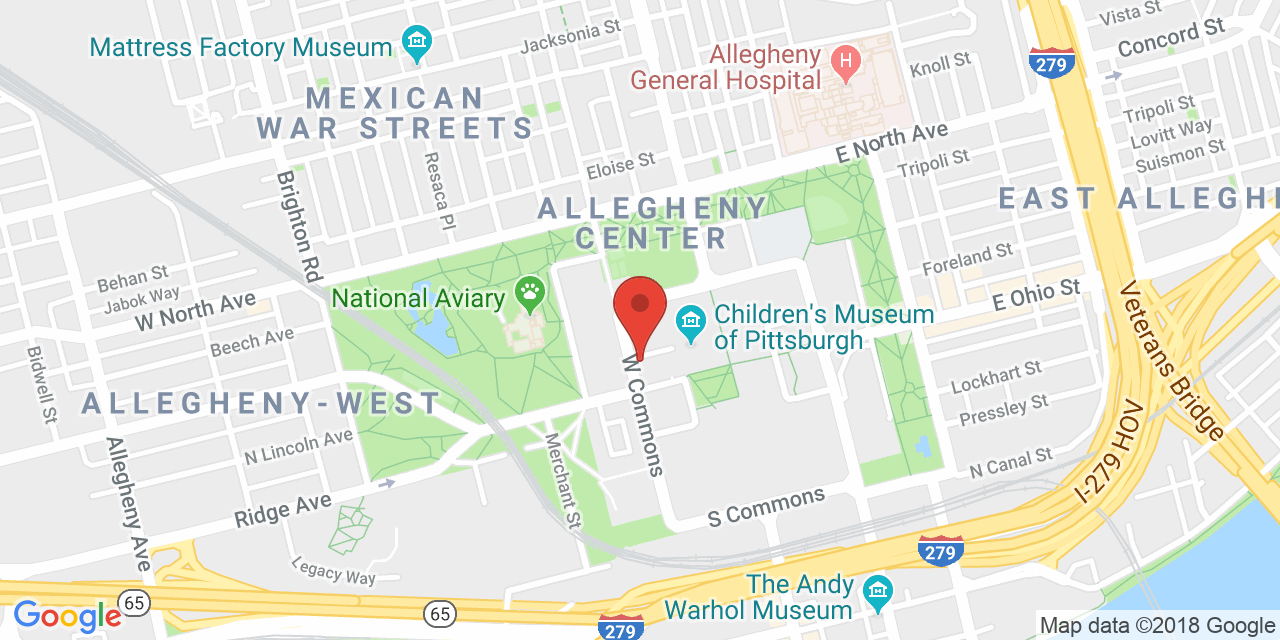 Vista St
Concord St
Jacksonia St
Mattress Factory Museum
Allegheny
General Hospital
H
Knoll St
279
MEXICAN
WAR STREETS
Tripoli St
Lovitt Way
Suismon St
E North Ave
Tripoli St
Eloise St
Resaca Pl
Brighton Rd
ALLEGHENY
CENTER
EAST ALLEGHE
Foreland St
Behan St
Jabok Way
W North Ave
National Aviary
E Ohio St
Children's Museum
of Pittsburgh
Beech Ave
Bidwell St
Veterans Bridge
W Commons
Lockhart St
Pressley St
ALLEGHENY-WEST
N Lincoln Ave
Allegheny Ave
Merchant St
N Canal St
I-279 HOV
Ridge Ave
S Commons
279
Legacy Way
The Andy
Warhol Museum
65
65
279
Google
Map data ©2018 Google